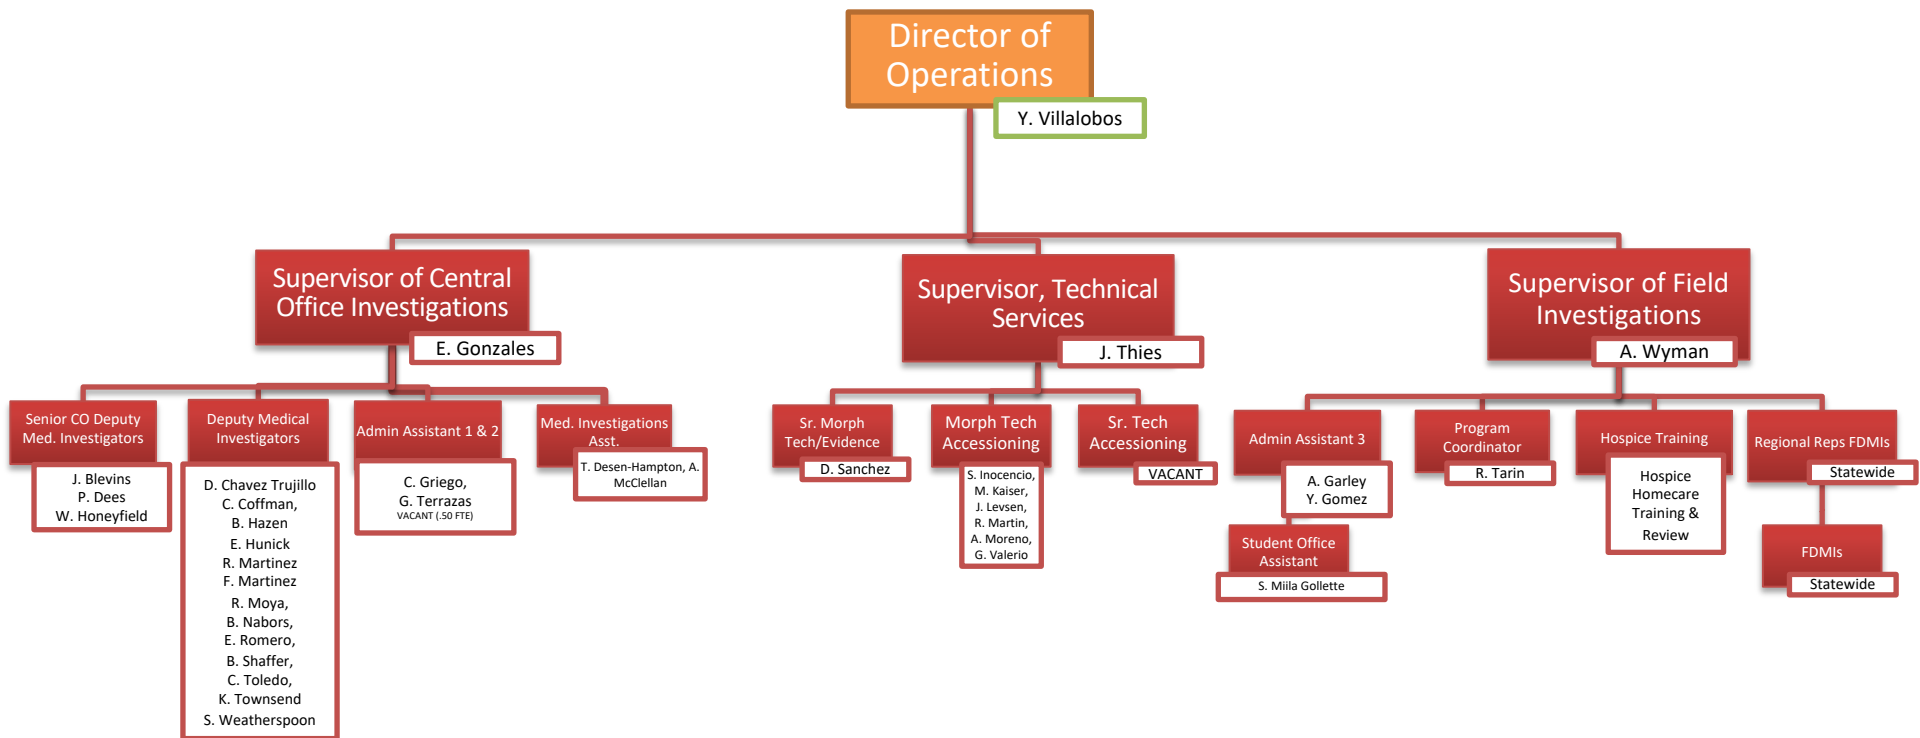 Director of
Operations
Y. Villalobos
Supervisor of Central
Office Investigations
E. Gonzales
Supervisor, Technical
Services
J. Thies
Supervisor of Field
Investigations
A. Wyman
Senior CO Deputy
Med. Investigators
J. Blevins
P. Dees
W. Honeyfield
Deputy Medical
Investigators
D. Chavez Trujillo
C. Coffman,
B. Hazen
E. Hunick
R. Martinez
F. Martinez
R. Moya,
B. Nabors,
E. Romero,
B. Shaffer,
C. Toledo,
K. Townsend
S. Weatherspoon
Admin Assistant 1 & 2
C. Griego,
G. Terrazas
VACANT (.50 FTE)
Med. Investigations
Asst.
T. Desen-Hampton, A.
McClellan
Sr. Morph
Tech/Evidence
D. Sanchez
Morph Tech
Accessioning
S. Inocencio,
M. Kaiser,
J. Levsen,
R. Martin,
A. Moreno,
G. Valerio
Sr. Tech
Accessioning
VACANT
Admin Assistant 3
A. Garley
Y. Gomez
Student Office
Assistant
S. Miila Gollette
Program
Coordinator
R. Tarin
Hospice Training
Hospice
Homecare
Training &
Review
Regional Reps FDMIs
Statewide
FDMIs
Statewide